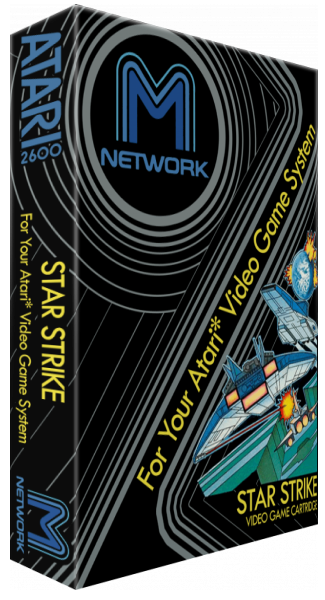 ATARI
2600
STAR STRIKE
For Your Atari* Video Game System
M
NETWORK
M
NETWORK
For Your Atari* Video Game System
STAR STRIKE
VIDEO GAME CARTRIDGE